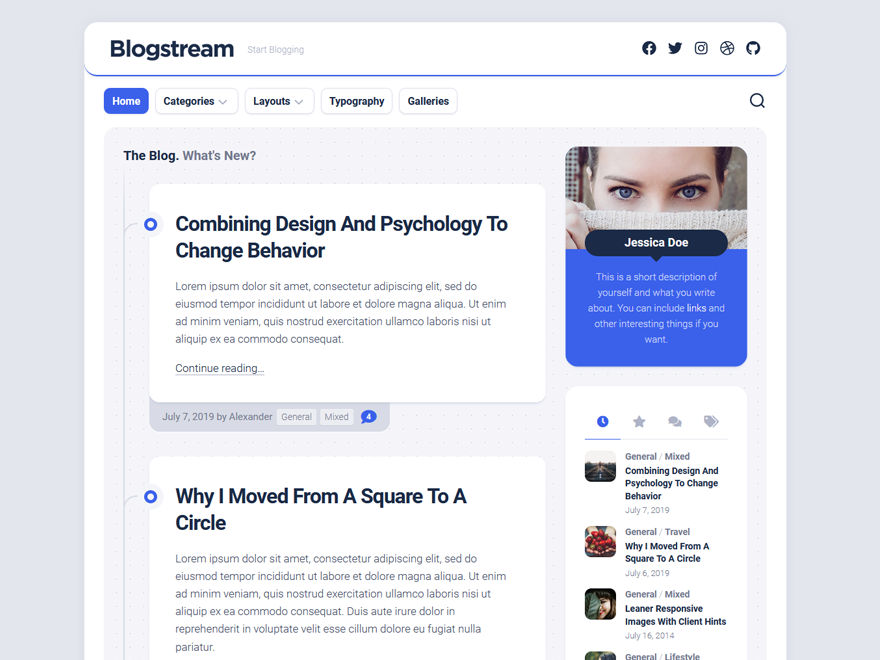 Blogstream
Start Blogging
Home
Categories
Layouts
Typography
Galleries
The Blog. What's New?
Combining Design And Psychology To
Change Behavior
Lorem ipsum dolor sit amet, consectetur adipiscing elit, sed do
eiusmod tempor incididunt ut labore et dolore magna aliqua. Ut enim
ad minim veniam, quis nostrud exercitation ullamco laboris nisi ut
aliquip ex ea commodo consequat.
Continue reading...
July 7, 2019 by Alexander General Mixed 4
Why I Moved From A Square To A
Circle
Lorem ipsum dolor sit amet, consectetur adipiscing elit, sed do
eiusmod tempor incididunt ut labore et dolore magna aliqua. Ut enim
ad minim veniam, quis nostrud exercitation ullamco laboris nisi ut
aliquip ex ea commodo consequat. Duis aute irure dolor in
reprehenderit in voluptate velit esse cillum dolore eu fugiat nulla
pariatur.
Jessica Doe
This is a short description of
yourself and what you write
about. You can include links and
other interesting things if you
want.
General / Mixed
Combining Design And
Psychology To Change
Behavior
July 7, 2019
General / Travel
Why I Moved From A
Square To A Circle
July 6, 2019
General / Mixed
Leaner Responsive
Images With Client Hints
July 16, 2014
General / Lifestyle